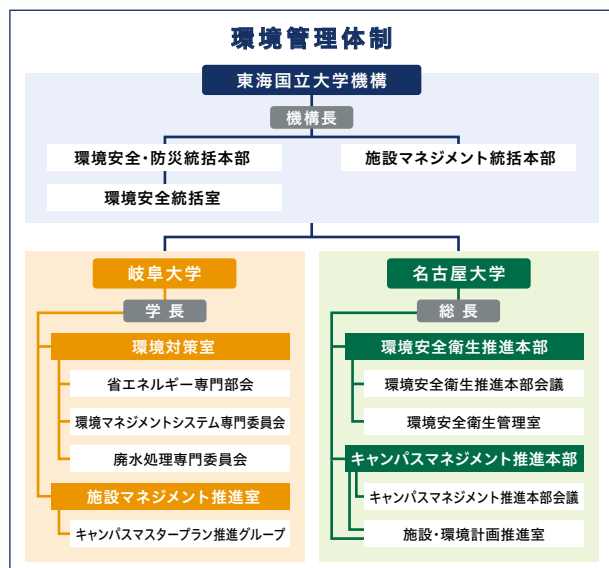 環境管理体制
東海国立大学機構
機構長
環境安全・防災統括本部
施設マネジメント統括本部
環境安全統括室
岐阜大学
学長
環境対策室
省エネルギー専門部会
環境マネジメントシステム専門委員会
廃水処理専門委員会
施設マネジメント推進室
キャンパスマスタープラン推進グループ
名古屋大学
総長
環境安全衛生推進本部
環境安全衛生推進本部会議
環境安全衛生管理室
キャンパスマネジメント推進本部
キャンパスマネジメント推進本部会議
施設・環境計画推進室